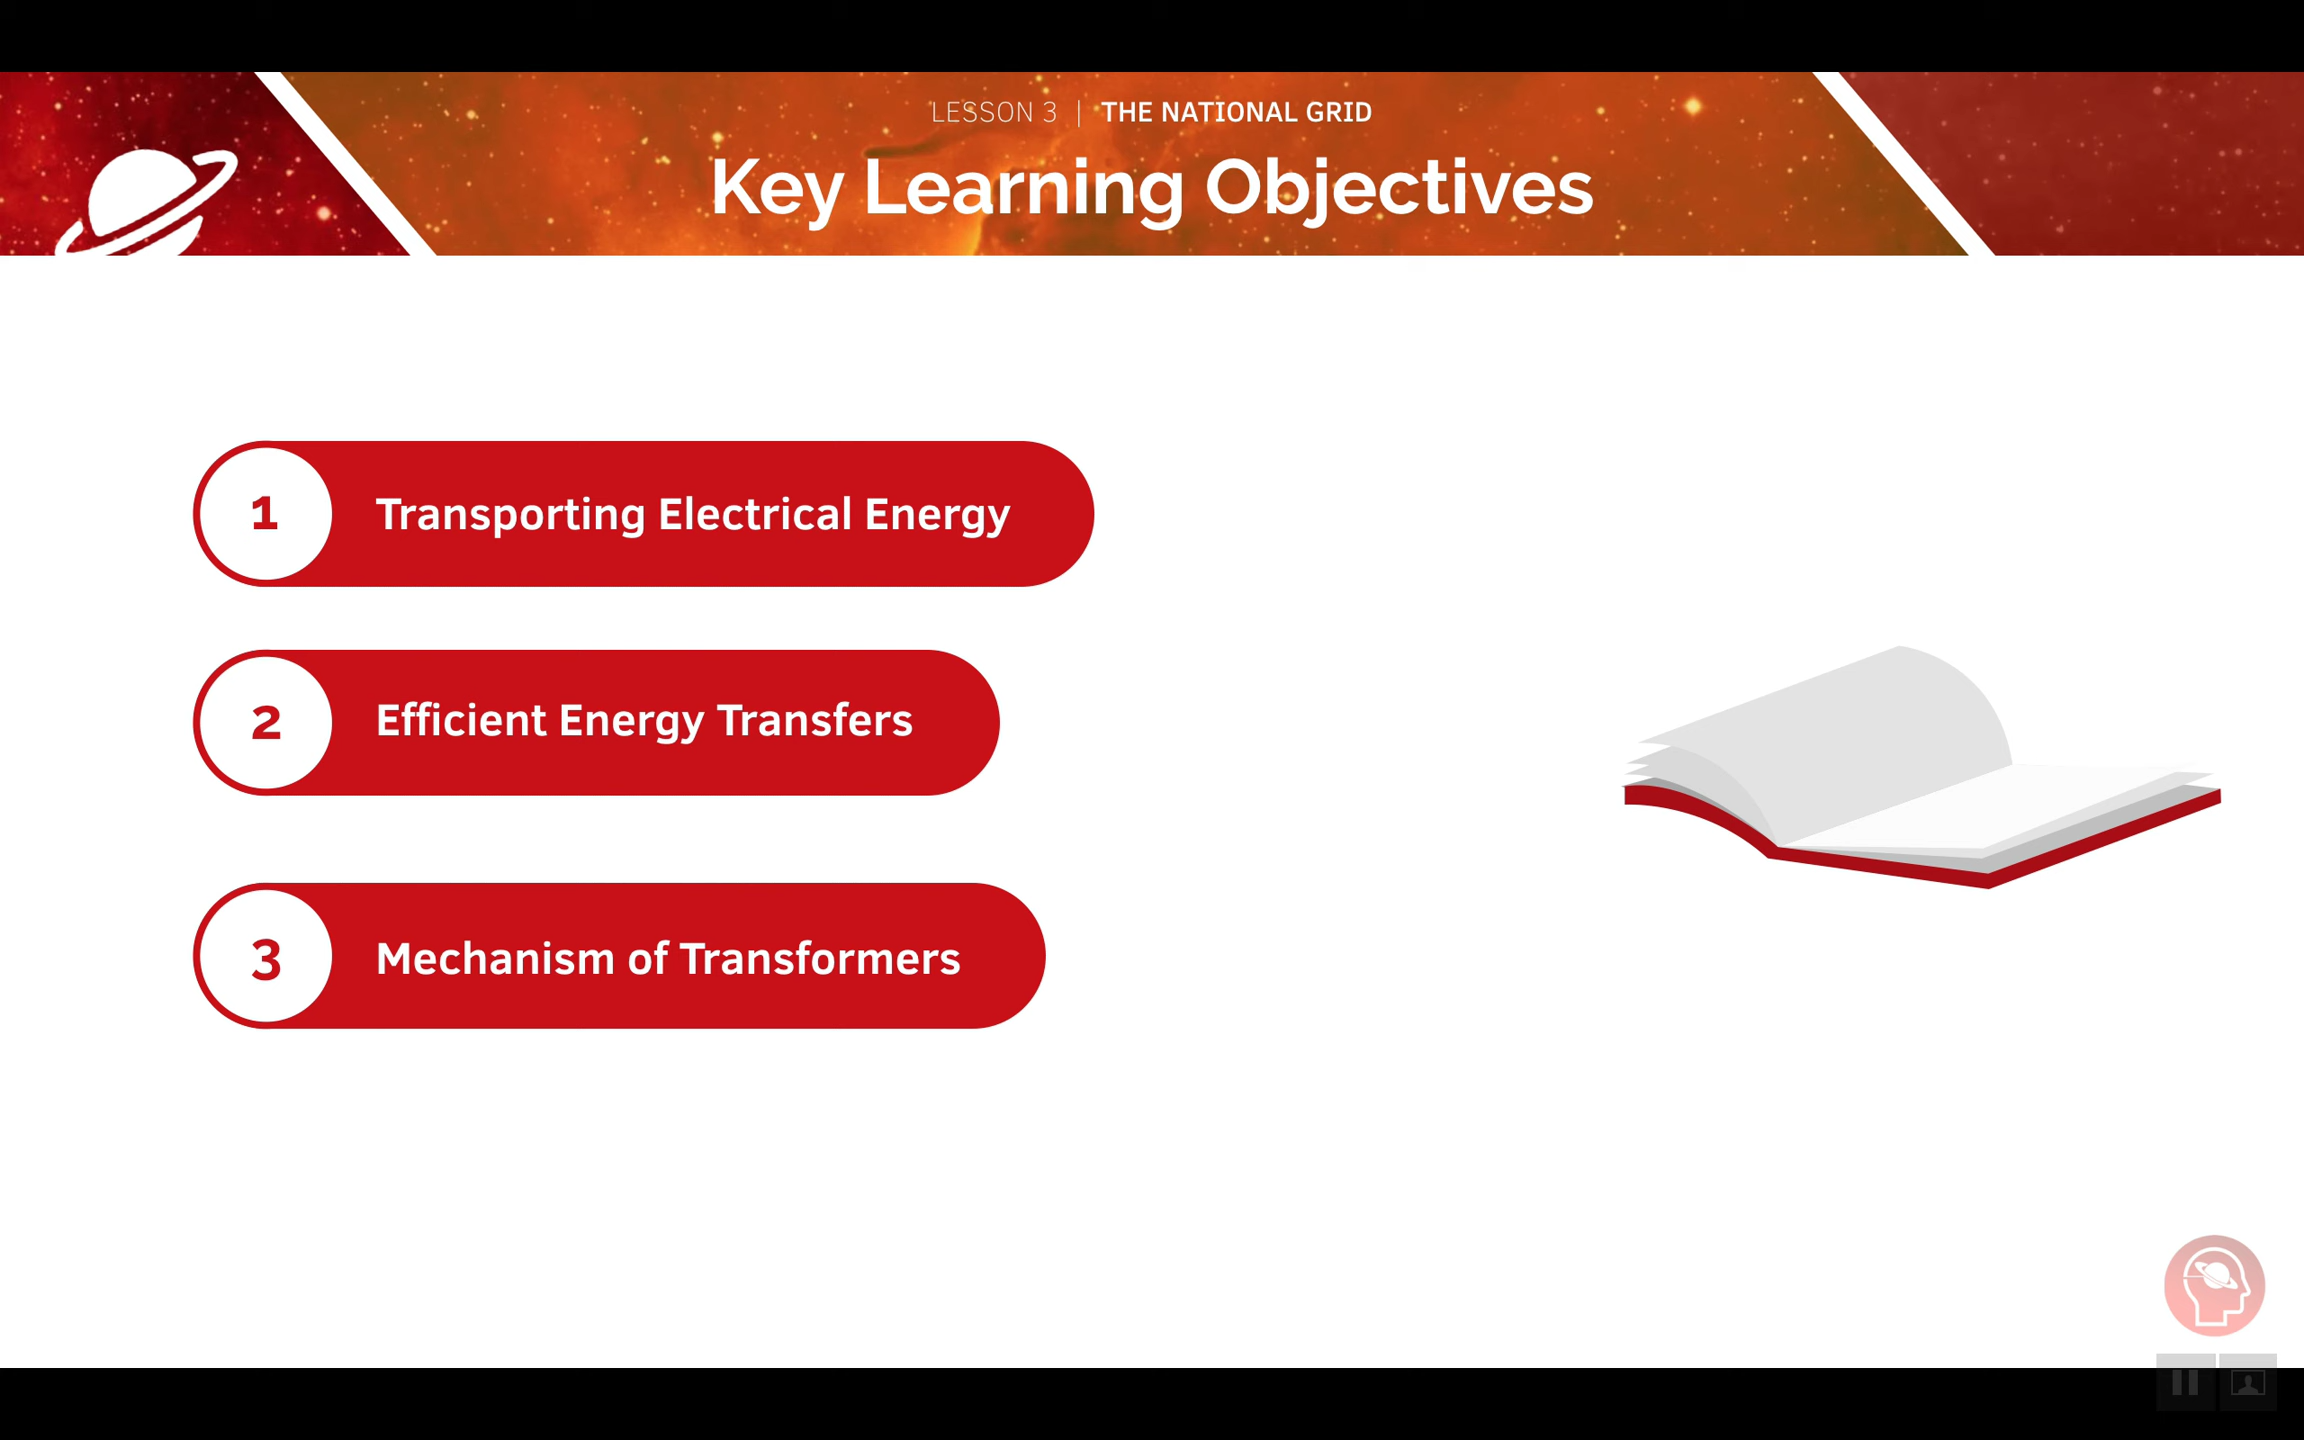 LESSON 3 | THE NATIONAL GRID
Key Learning Objectives
1 Transporting Electrical Energy
2 Efficient Energy Transfers
3 Mechanism of Transformers